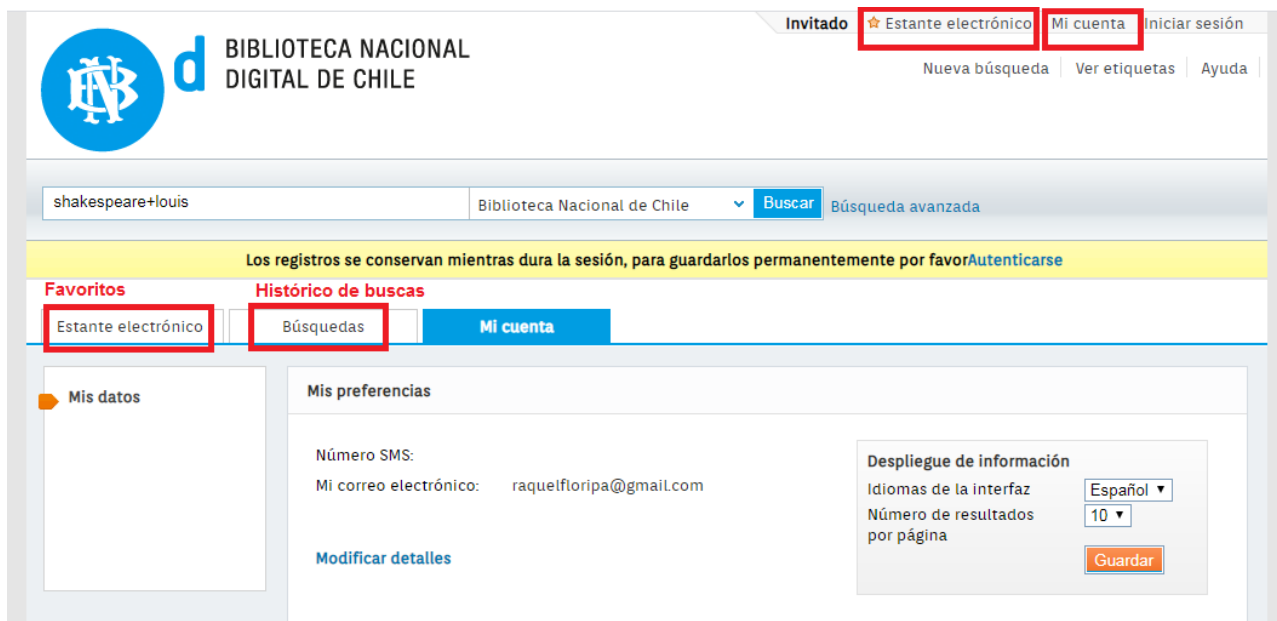 Invitado Estante electrónico Mi cuenta Iniciar sesión
d BIBLIOTECA NACIONAL
DIGITAL DE CHILE
Nueva búsqueda Ver etiquetas Ayuda
shakespeare+louis Biblioteca Nacional de Chile Buscar Búsqueda avanzada
Los registros se conservan mientras dura la sesión, para guardarlos permanentemente por favorAutenticarse
Favoritos Histórico de buscas
Estante electrónico Búsquedas Mi cuenta
Mis datos
Mis preferencias
Número SMS:
Mi correo electrónico: raquelfloripa@gmail.com
Modificar detalles
Despliegue de información
Idiomas de la interfaz Español
Número de resultados 10
por página
Guardar